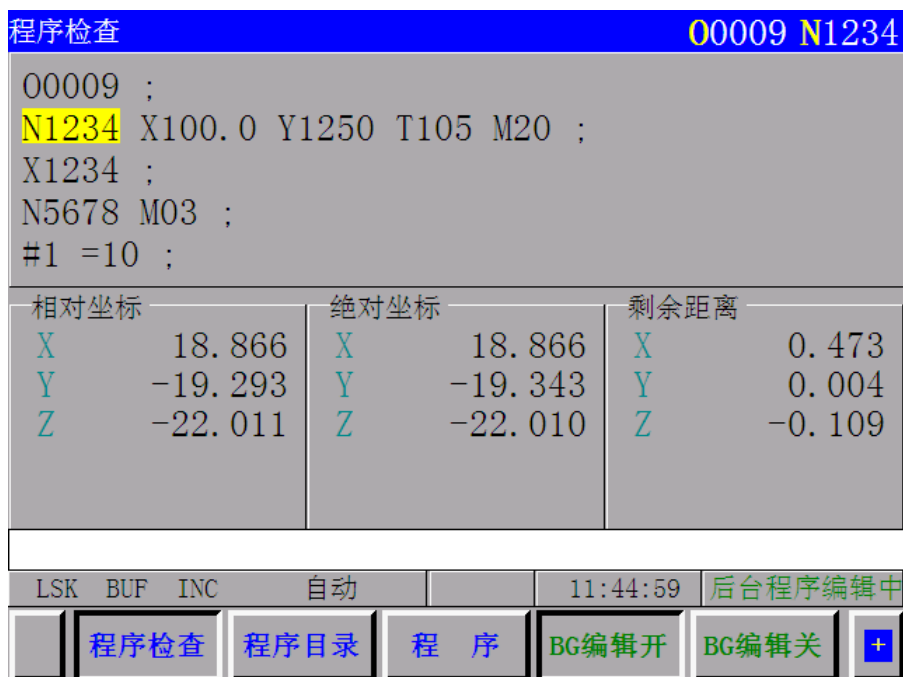 程序检查 O0009 N1234
O0009 ;
N1234 X100.0 Y1250 T105 M20 ;
X1234 ;
N5678 M03 ;
#1 =10 ;
相对坐标 绝对坐标 剩余距离
X 18.866 X 18.866 X 0.473
Y -19.293 Y -19.343 Y 0.004
Z -22.011 Z -22.010 Z -0.109
LSK BUF INC 自动 11:44:59 后台程序编辑中
程序检查 程序目录 程 序 BG编辑开 BG编辑关 +